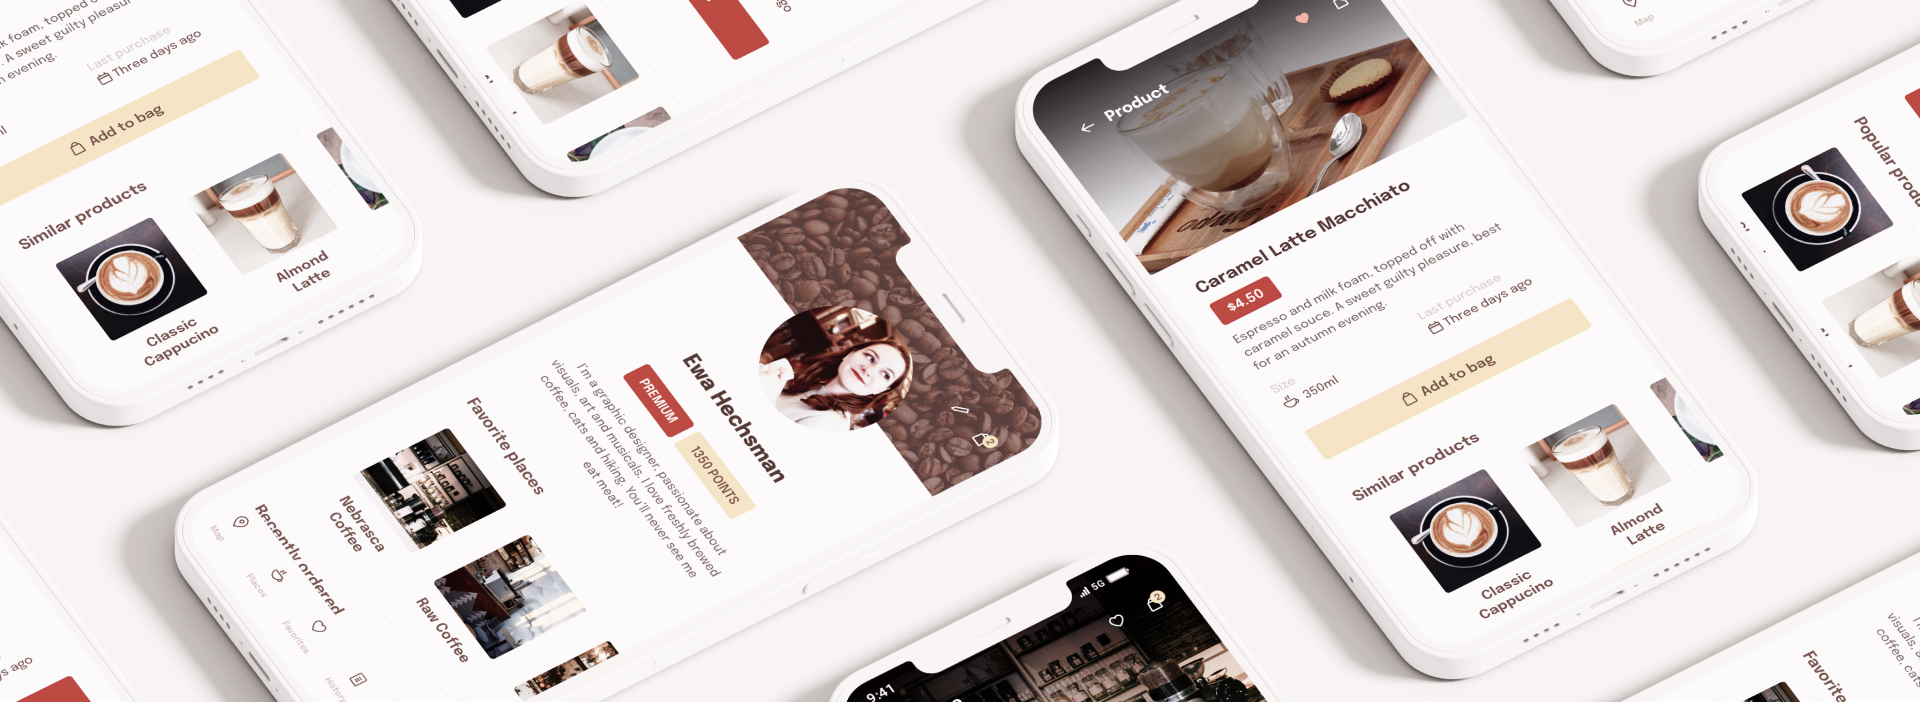 k foam, topped o
. A sweet guilty pleasur
n evening.
Last purchase
Three days ago
Add to bag
Similar products
Classic
Cappucino
Almond
Latte
Product
Caramel Latte Macchiato
$4.50
Espresso and milk foam, topped off with
caramel souce. A sweet guilty pleasure, best
for an autumn evening.
Size
350ml
Last purchase
Three days ago
Add to bag
Similar products
Classic
Cappucino
Almond
Latte
Ewa Hechsman
PREMIUM
1350 POINTS
I'm a graphic designer, passionate about
visuals, art and musicals. I love freshly brewed
coffee, cats and hiking. You'll never see me
eat meat!
Favorite places
Nebrasca
Coffee
Raw Coffee
Recently ordered
Map
Places
Favorites
History
2
9:41
5G
2
Map
Popular prod
ago
s ago
Favorite
visuals,
coffee,